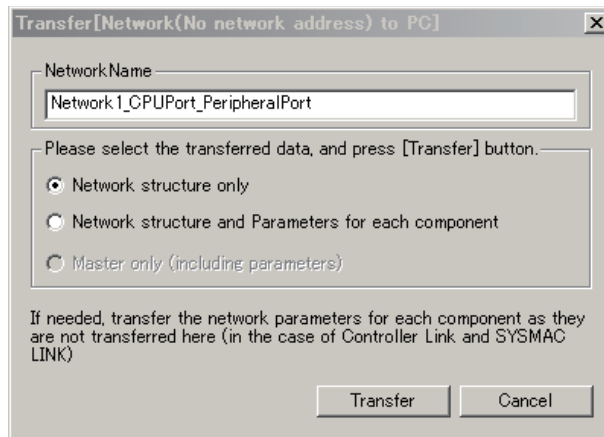 Transfer[Network(No network address) to PC]
NetworkName
Network1_CPUPort_PeripheralPort
Please select the transferred data, and press [Transfer] button.
Network structure only
Network structure and Parameters for each component
Master only (including parameters)
If needed, transfer the network parameters for each component as they
are not transferred here (in the case of Controller Link and SYSMAC
LINK)
Transfer
Cancel